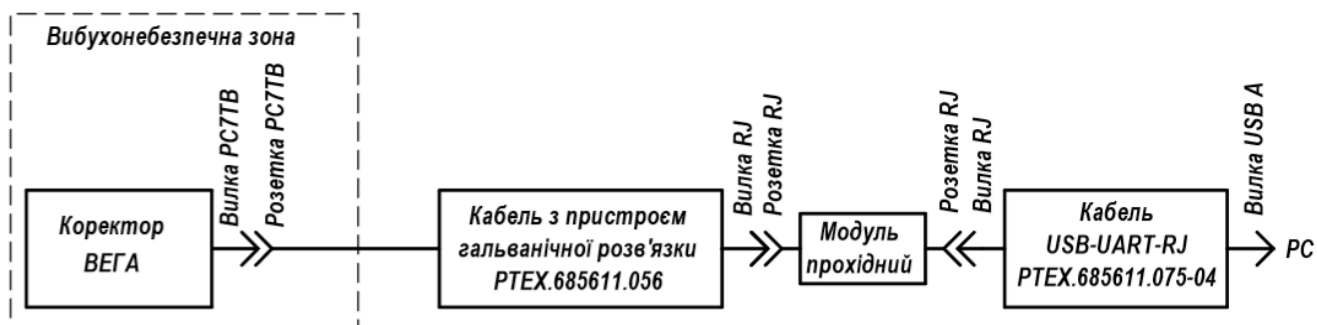 Вибухонебезпечна зона
Вилка РС7ТВ
Розетка РС7ТВ
Вилка RJ
Розетка RJ
Розетка RJ
Вилка RJ
Вилка USB A
Коректор
ВЕГА
Кабель з пристроєм
гальванічної розв'язки
РТЕХ.685611.056
Модуль
прохідний
Кабель
USB-UART-RJ
РТЕХ.685611.075-04
PC